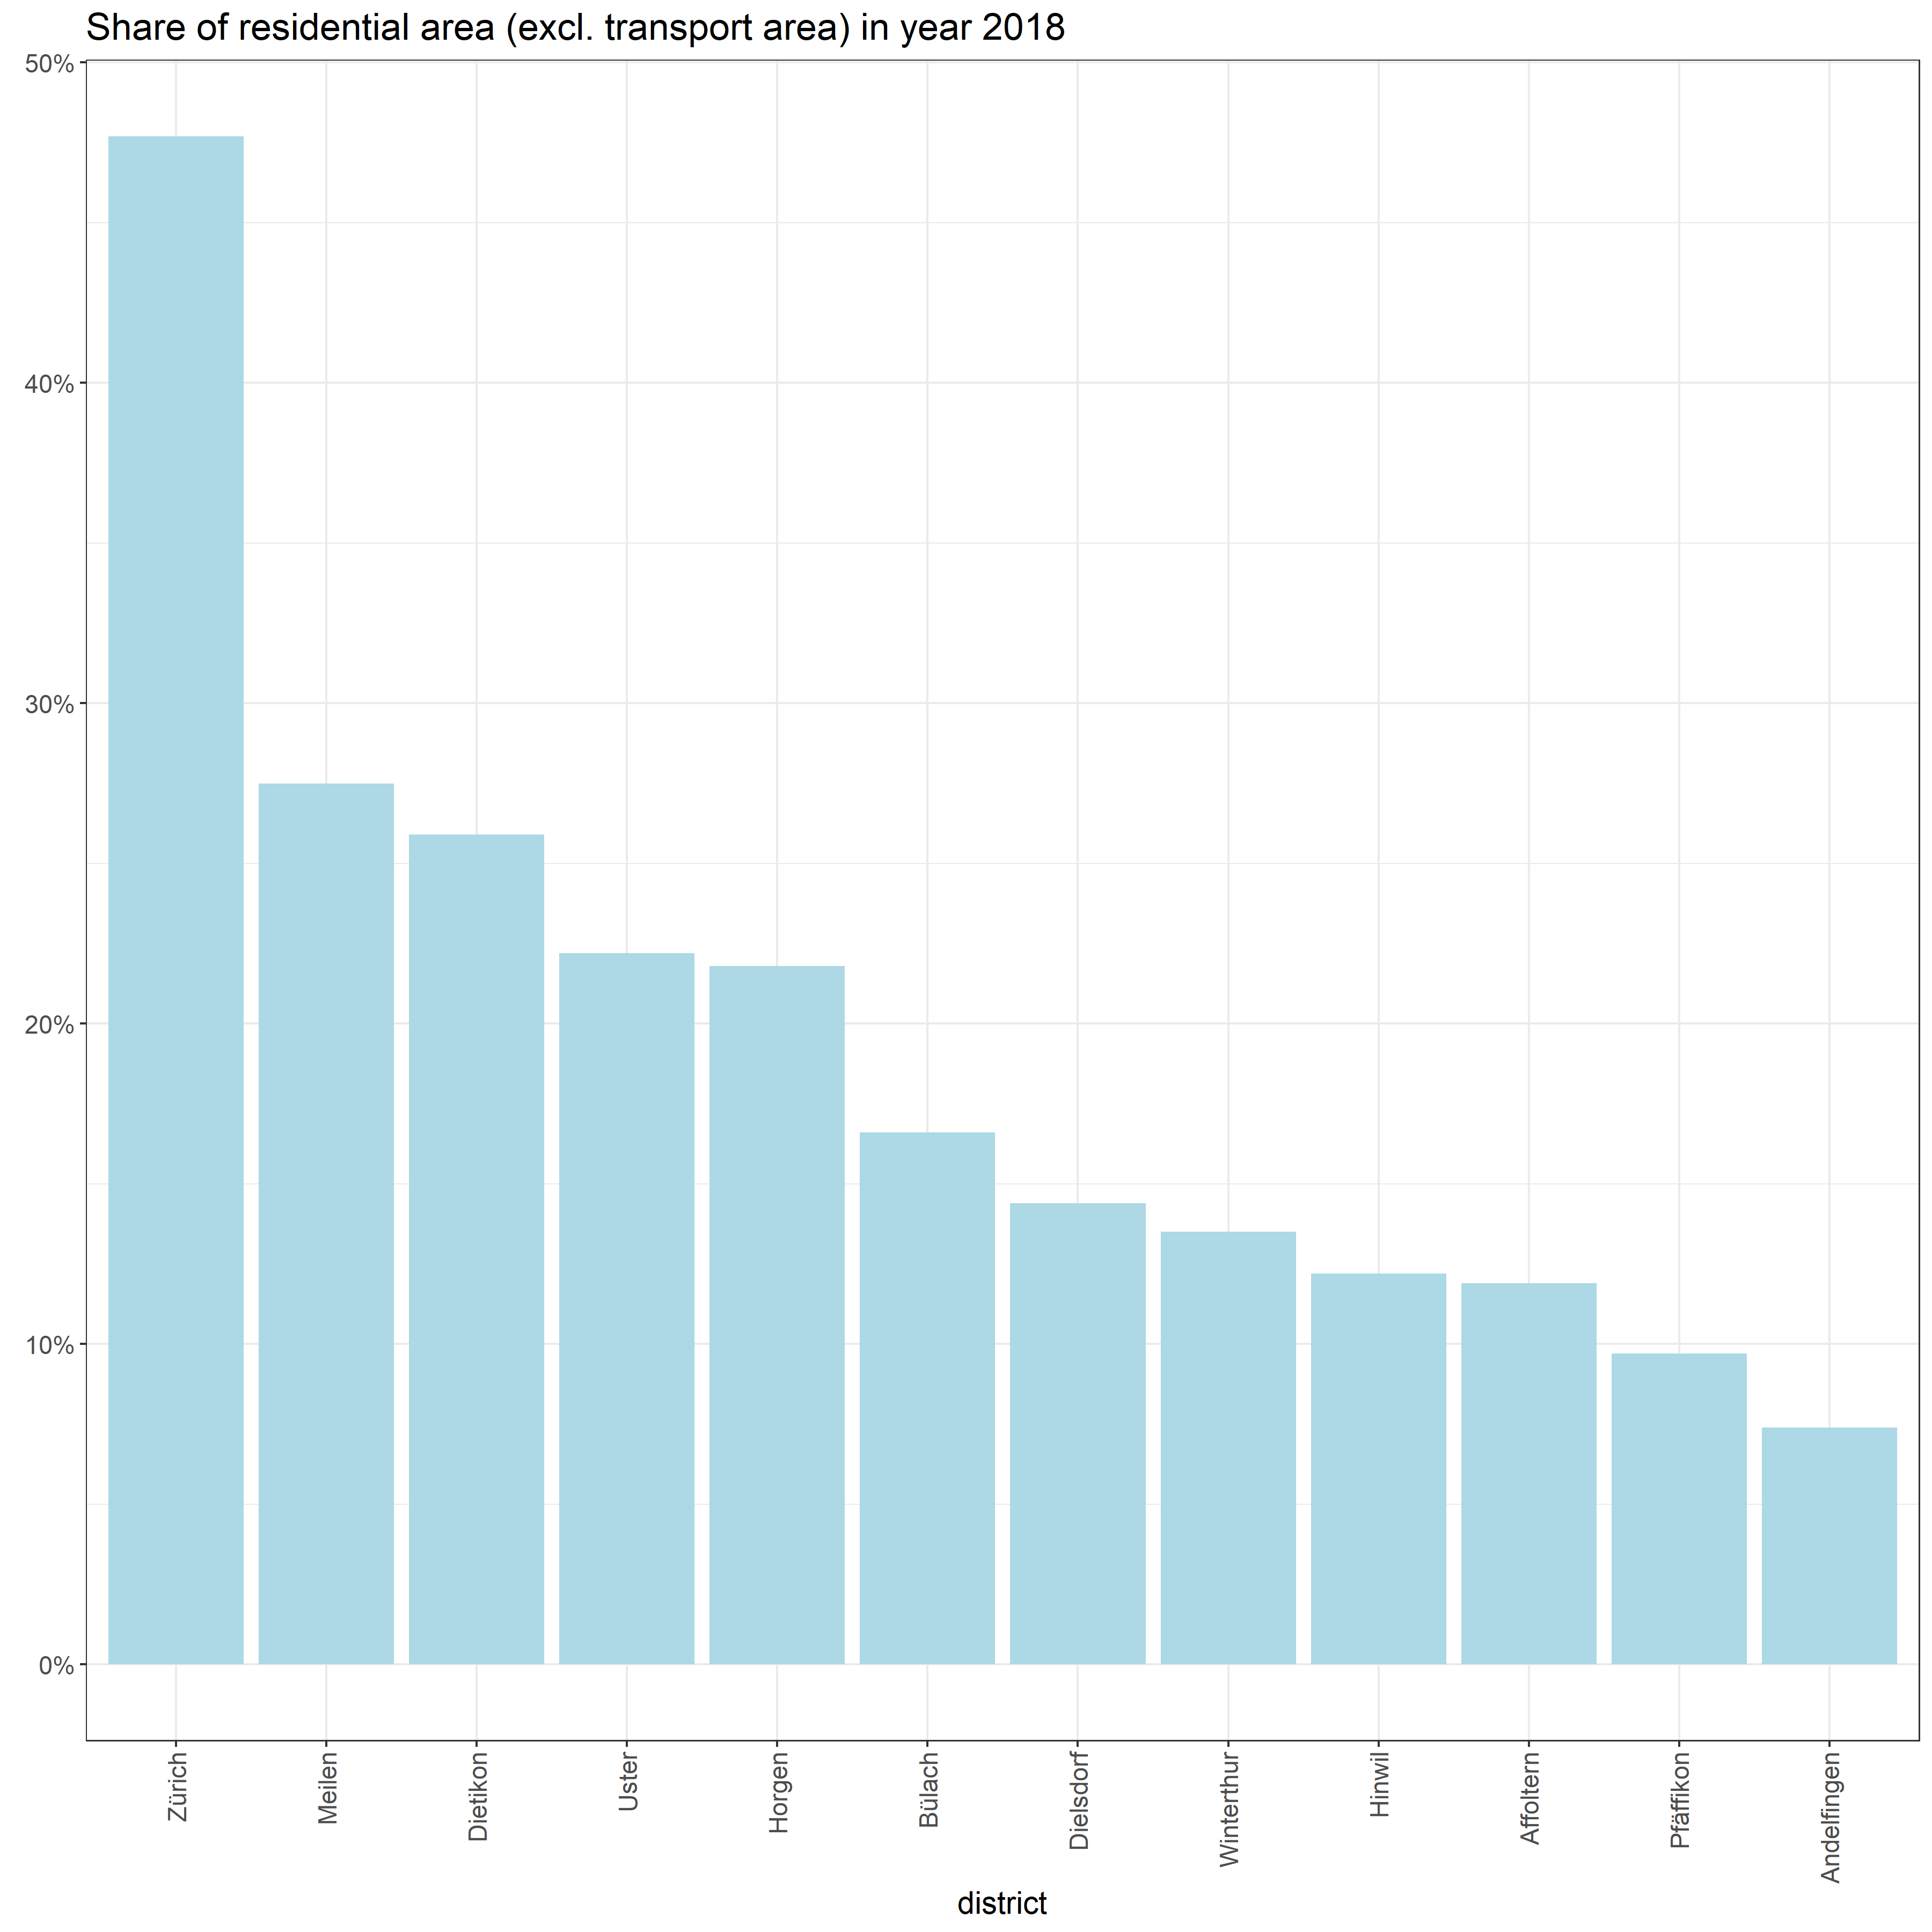 Share of residential area (excl. transport area) in year 2018
50%
40%
30%
20%
10%
0%
Zürich
Meilen
Dietikon
Uster
Horgen
Bülach
Dielsdorf
Winterthur
Hinwil
Affoltern
Pfäffikon
Andelfingen
district